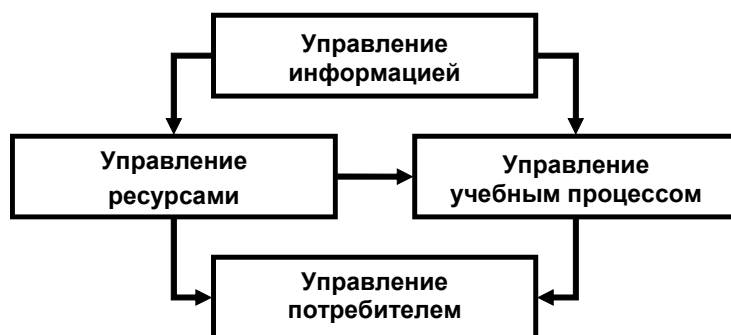 Управление
информацией
Управление
ресурсами
Управление
учебным процессом
Управление
потребителем